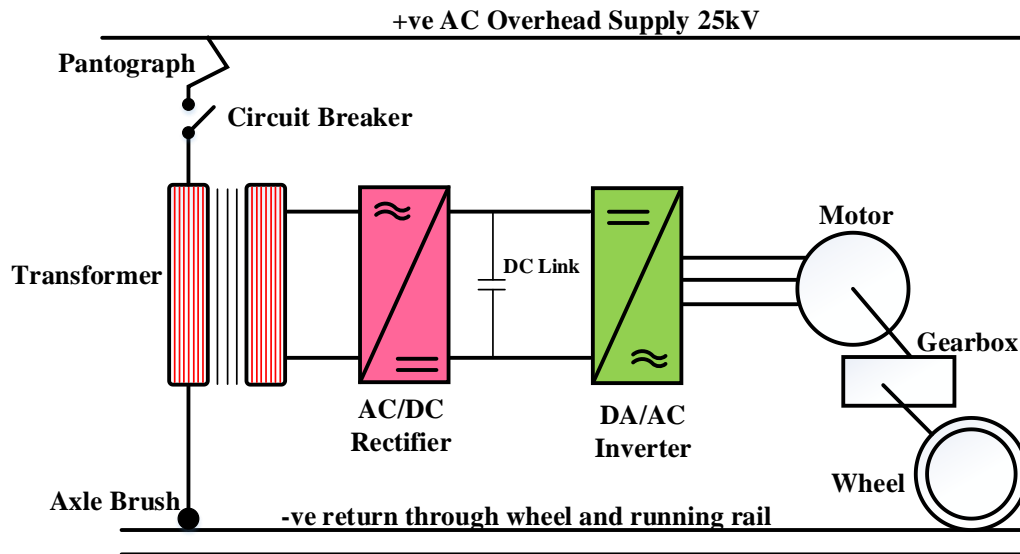 +ve AC Overhead Supply 25kV
Pantograph
Circuit Breaker
Transformer
DC Link
Motor
Gearbox
AC/DC
Rectifier
DA/AC
Inverter
Wheel
Axle Brush
-ve return through wheel and running rail